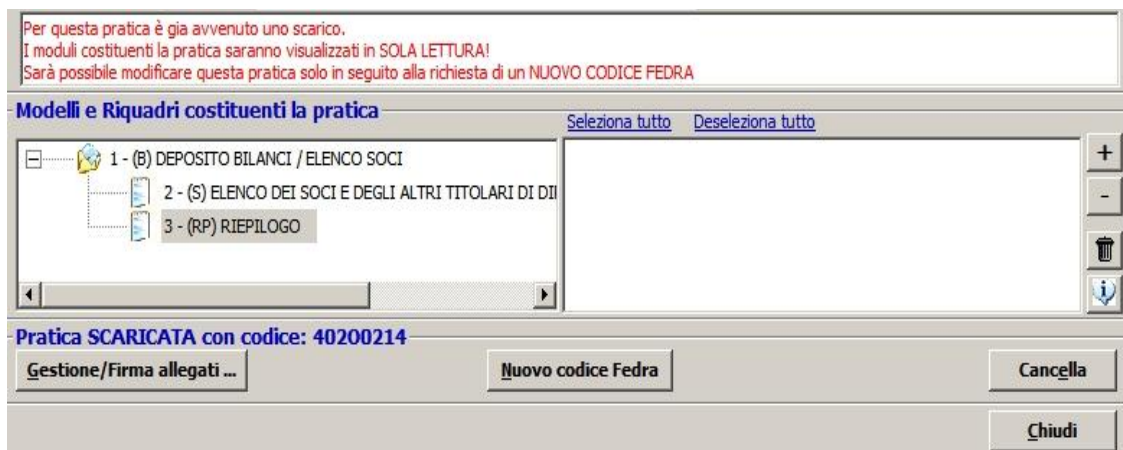 Per questa pratica è gia avvenuto uno scarico.
I moduli costituenti la pratica saranno visualizzati in SOLA LETTURA!
Sarà possibile modificare questa pratica solo in seguito alla richiesta di un NUOVO CODICE FEDRA
Modelli e Riquadri costituenti la pratica
Seleziona tutto Deseleziona tutto
1 - (B) DEPOSITO BILANCI / ELENCO SOCI
2 - (S) ELENCO DEI SOCI E DEGLI ALTRI TITOLARI DI
3 - (RP) RIEPILOGO
+
-
Pratica SCARICATA con codice: 40200214
Gestione/Firma allegati ... Nuovo codice Fedra Cancella
Chiudi